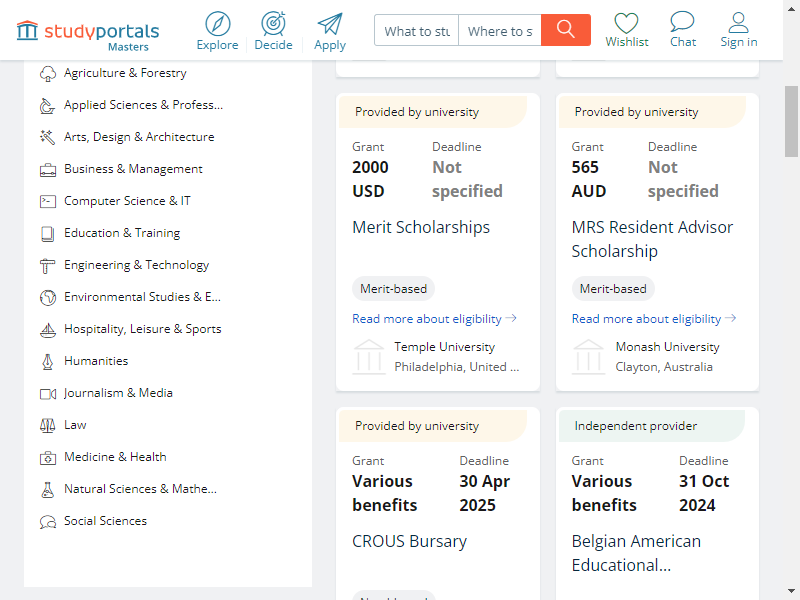 studyportals
Masters
Explore
Decide
Apply
What to stu
Where to s
Wishlist
Chat
Sign in
Agriculture & Forestry
Applied Sciences & Profess...
Arts, Design & Architecture
Business & Management
Computer Science & IT
Education & Training
Engineering & Technology
Environmental Studies & E...
Hospitality, Leisure & Sports
Humanities
Journalism & Media
Law
Medicine & Health
Natural Sciences & Mathe...
Social Sciences
Provided by university
Grant
Deadline
2000
USD
Not
specified
Merit Scholarships
Merit-based
Read more about eligibility
Temple University
Philadelphia, United ...
Provided by university
Grant
Deadline
565
AUD
Not
specified
MRS Resident Advisor
Scholarship
Merit-based
Read more about eligibility
Monash University
Clayton, Australia
Provided by university
Grant
Deadline
Various
benefits
30 Apr
2025
CROUS Bursary
Independent provider
Grant
Deadline
Various
benefits
31 Oct
2024
Belgian American
Educational...